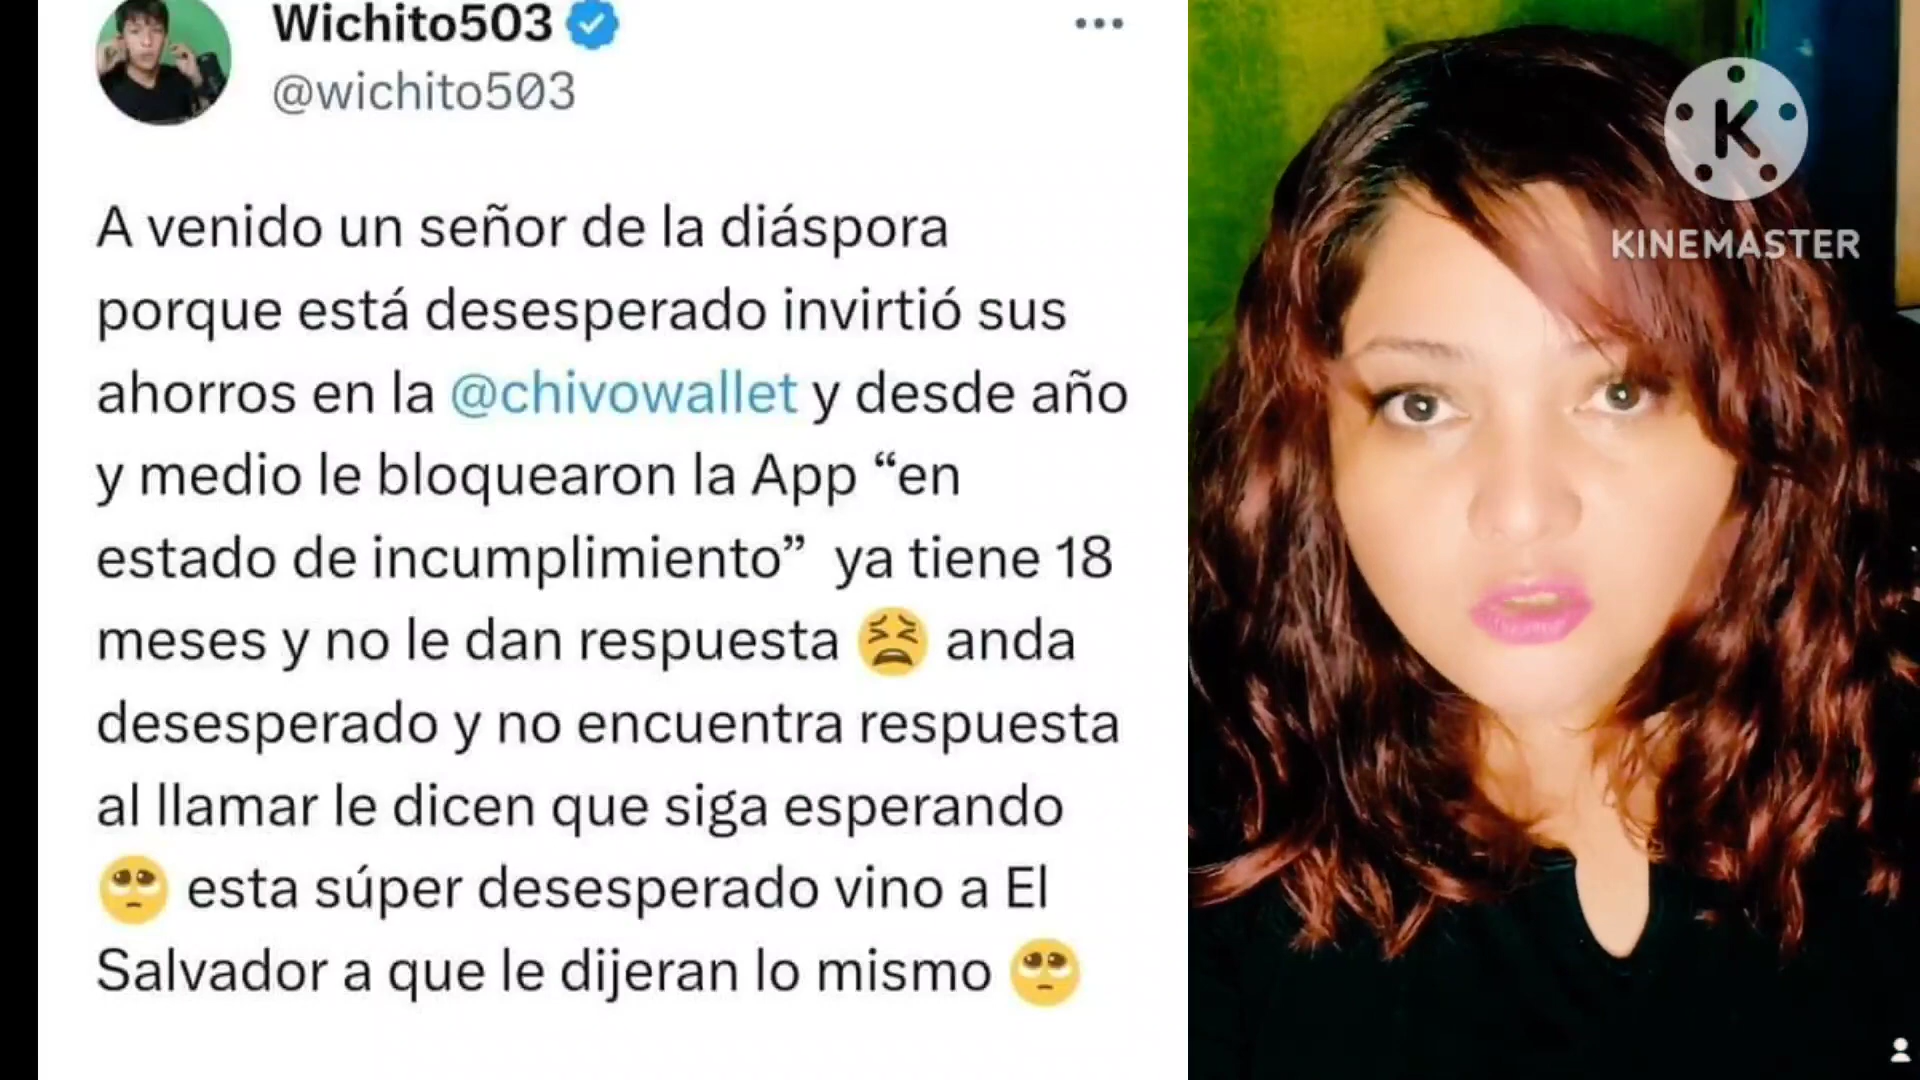 Wichito503
@wichito503
A venido un señor de la diáspora
porque está desesperado invirtió sus
ahorros en la @chivowallet y desde año
y medio le bloquearon la App “en
estado de incumplimiento” ya tiene 18
meses y no le dan respuesta 😫 anda
desesperado y no encuentra respuesta
al llamar le dicen que siga esperando
🥺 esta súper desesperado vino a El
Salvador a que le dijeran lo mismo 🥺
K
KINEMASTER